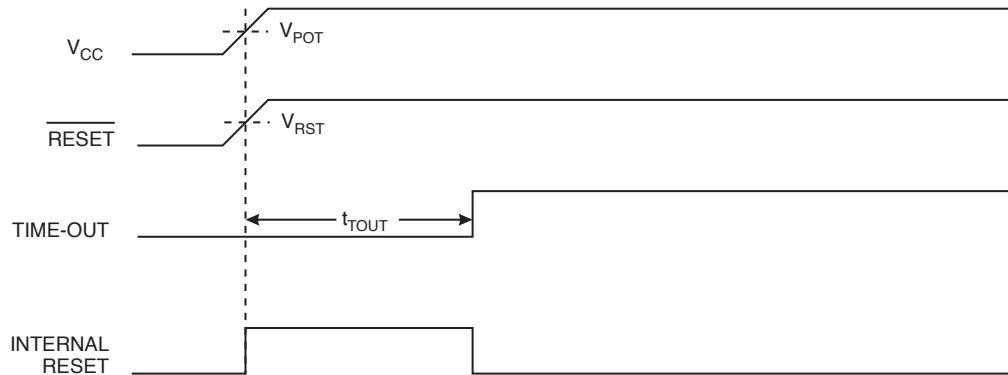 V_CC
V_POT
RESET
V_RST
TIME-OUT
t_TOUT
INTERNAL
RESET